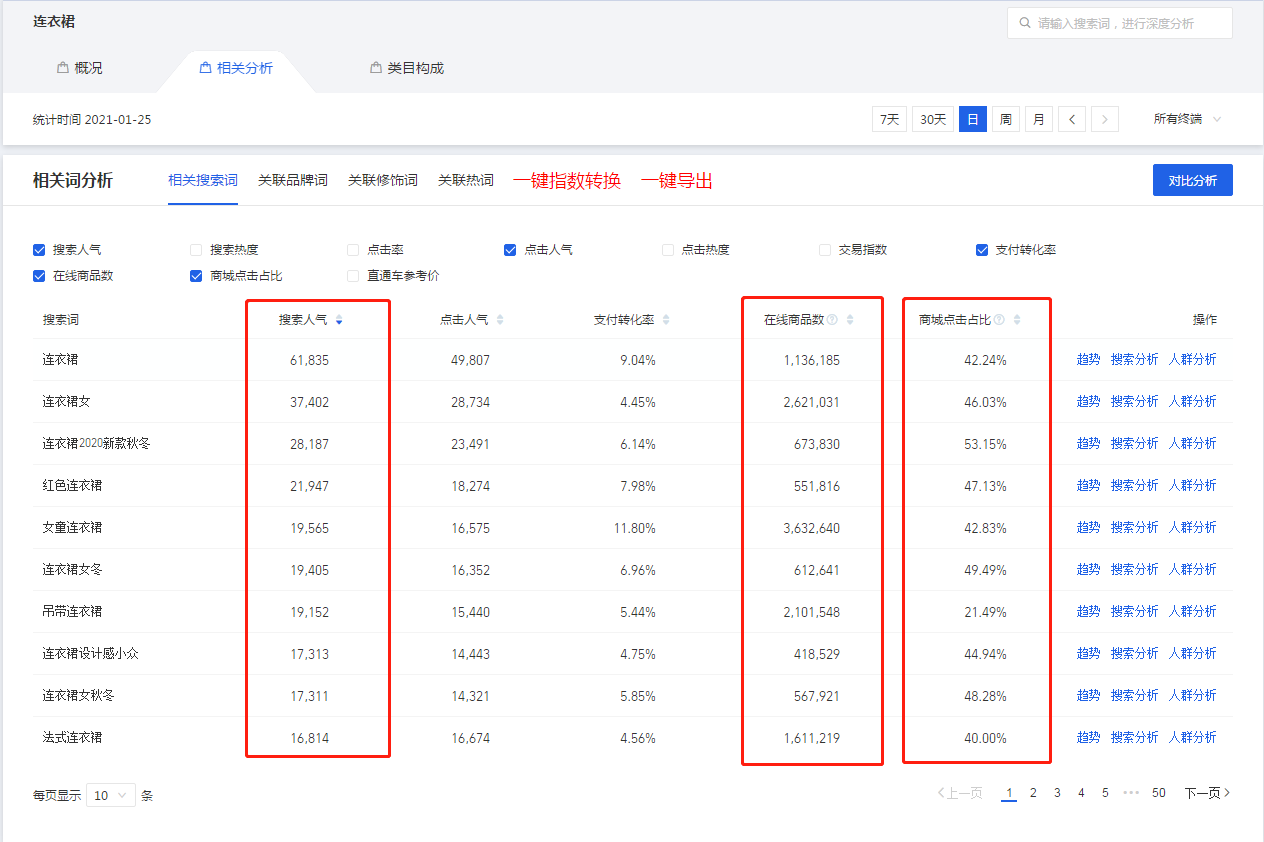 连衣裙
请输入搜索词，进行深度分析
概况 相关分析 类目构成
统计时间 2021-01-25 7天 30天 日 周 月 所有终端
相关词分析 相关搜索词 关联品牌词 关联修饰词 关联热词 一键指数转换 一键导出 对比分析
搜索人气 搜索热度 点击率 点击人气 点击热度 交易指数 支付转化率
在线商品数 商城点击占比 直通车参考价
搜索词 搜索人气 点击人气 支付转化率 在线商品数 商城点击占比 操作
连衣裙 61,835 49,807 9.04% 1,136,185 42.24% 趋势 搜索分析 人群分析
连衣裙女 37,402 28,734 4.45% 2,621,031 46.03% 趋势 搜索分析 人群分析
连衣裙2020新款秋冬 28,187 23,491 6.14% 673,830 53.15% 趋势 搜索分析 人群分析
红色连衣裙 21,947 18,274 7.98% 551,816 47.13% 趋势 搜索分析 人群分析
女童连衣裙 19,565 16,575 11.80% 3,632,640 42.83% 趋势 搜索分析 人群分析
连衣裙女冬 19,405 16,352 6.96% 612,641 49.49% 趋势 搜索分析 人群分析
吊带连衣裙 19,152 15,440 5.44% 2,101,548 21.49% 趋势 搜索分析 人群分析
连衣裙设计感小众 17,313 14,443 4.75% 418,529 44.94% 趋势 搜索分析 人群分析
连衣裙女秋冬 17,311 14,321 5.85% 567,921 48.28% 趋势 搜索分析 人群分析
法式连衣裙 16,814 16,674 4.56% 1,611,219 40.00% 趋势 搜索分析 人群分析
每页显示 10 条 上一页 1 2 3 4 5 ••• 50 下一页